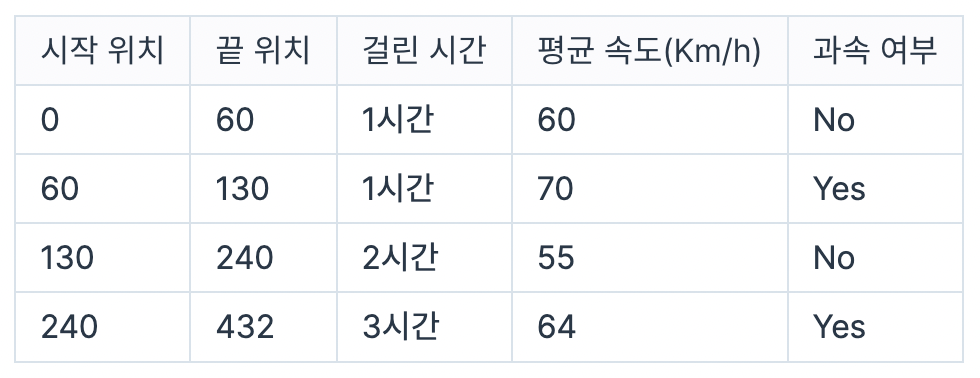 시작 위치 끝 위치 걸린 시간 평균 속도(Km/h) 과속 여부
0 60 1시간 60 No
60 130 1시간 70 Yes
130 240 2시간 55 No
240 432 3시간 64 Yes